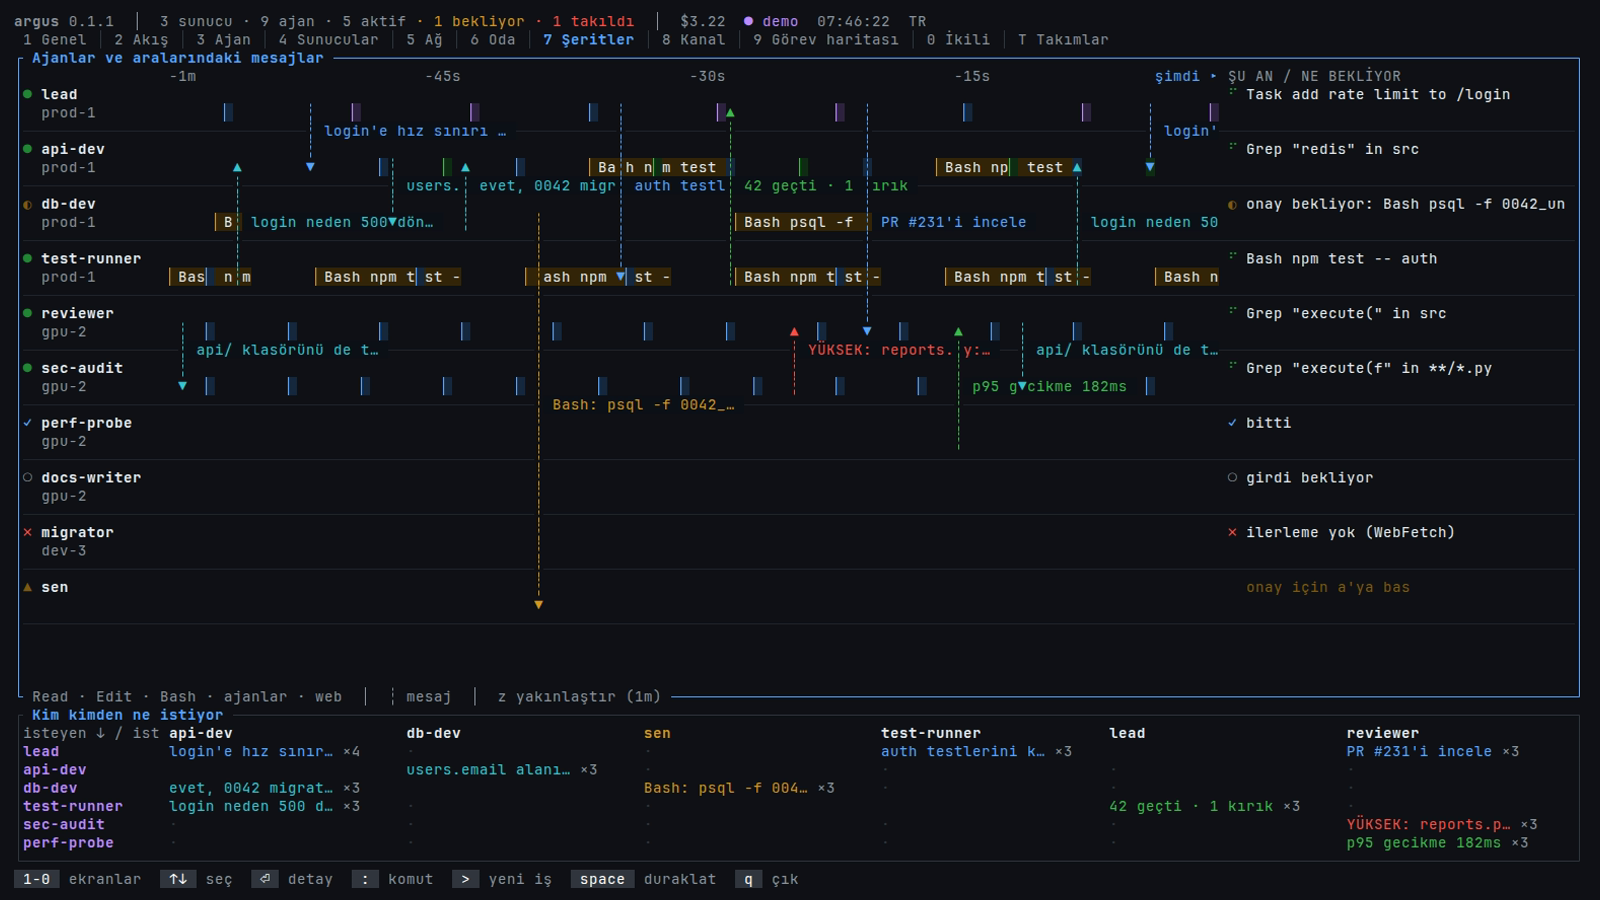 argus 0.1.1 │ 3 sunucu · 9 ajan · 5 aktif · 1 bekliyor · 1 takıldı │ $3.22 ● demo 07:46:22 TR
1 Genel │ 2 Akış │ 3 Ajan │ 4 Sunucular │ 5 Ağ │ 6 Oda │ 7 Şeritler │ 8 Kanal │ 9 Görev haritası │ 0 İkili │ T Takımlar
Ajanlar ve aralarındaki mesajlar
-1m -45s -30s -15s şimdi ▸ ŞU AN / NE BEKLİYOR
● lead Task add rate limit to /login
prod-1
login'e hız sınırı … login'
● api-dev Grep "redis" in src
prod-1 Bash npm test
users. evet, 0042 migr auth testl 42 geçti · 1 kırık
◐ db-dev ◐ onay bekliyor: Bash psql -f 0042_un
prod-1 B login neden 500 dön… Bash psql -f PR #231'i incele login neden 50
● test-runner Bash npm test -- auth
prod-1 Bash npm test - Bash npm test - Bash n
● reviewer Grep "execute(" in src
gpu-2
api/ klasörünü de t… YÜKSEK: reports.py:… api/ klasörünü de t…
● sec-audit Grep "execute(f" in **/*.py
gpu-2 p95 gecikme 182ms
Bash: psql -f 0042_…
✓ perf-probe ✓ bitti
gpu-2
○ docs-writer ○ girdi bekliyor
gpu-2
✕ migrator ✕ ilerleme yok (WebFetch)
dev-3
▲ sen onay için a'ya bas
Read · Edit · Bash · ajanlar · web │ ¦ mesaj │ z yakınlaştır (1m)
Kim kimden ne istiyor
isteyen ↓ / ist api-dev db-dev sen test-runner lead reviewer
lead login'e hız sınır… ×4 · · auth testlerini k… ×3 PR #231'i incele ×3
api-dev users.email alanı… ×3 · · · ·
db-dev evet, 0042 migrat… ×3 Bash: psql -f 004… ×3 · · ·
test-runner login neden 500 d… ×3 · · 42 geçti · 1 kırık ×3 ·
sec-audit · · · · · YÜKSEK: reports.p… ×3
perf-probe · · · · · p95 gecikme 182ms ×3
1-0 ekranlar ↑↓ seç ⏎ detay : komut > yeni iş space duraklat q çık